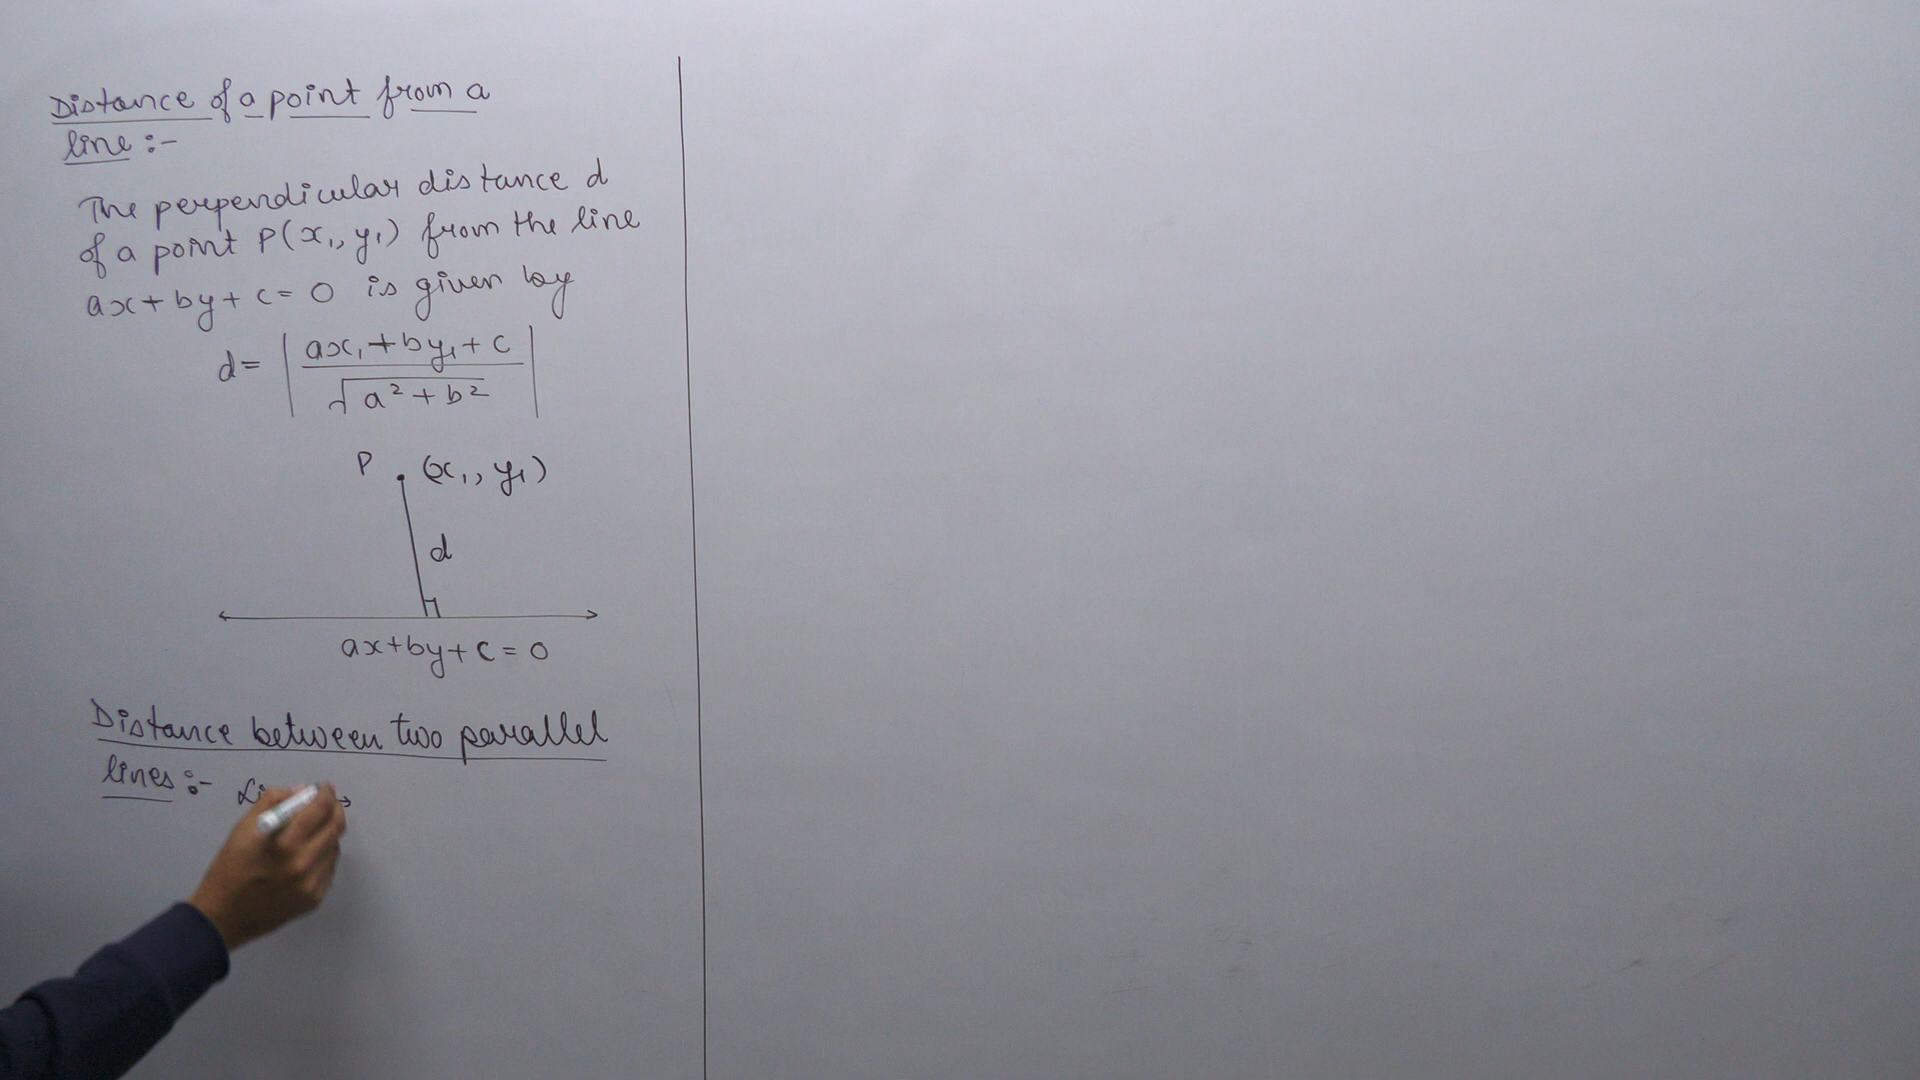 Distance of a point from a
line :-
The perpendicular distance d
of a point P(x₁, y₁) from the line
ax + by + c = 0 is given by
d = | (ax₁ + by₁ + c) / √(a² + b²) |
P (x₁, y₁)
d
ax + by + c = 0
Distance between two parallel
lines :-